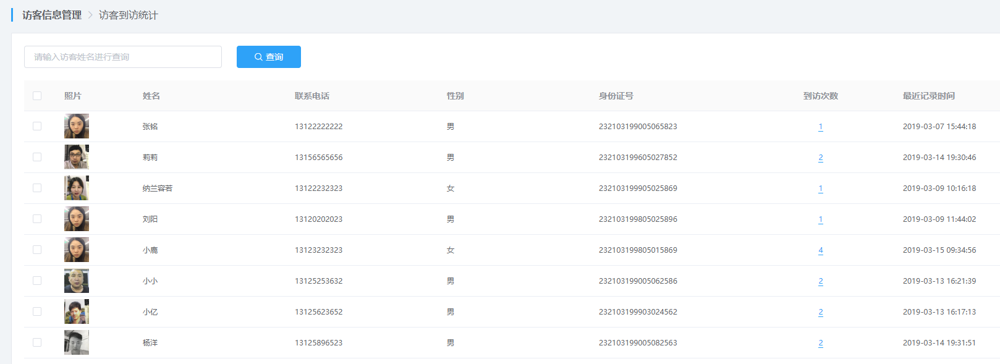 访客信息管理 > 访客到访统计
请输入访客姓名进行查询 查询
照片 姓名 联系电话 性别 身份证号 到访次数 最近记录时间
张铭 13122222222 男 232103199005065823 1 2019-03-07 15:44:18
莉莉 13156565656 男 232103199605027852 2 2019-03-14 19:30:46
纳兰容若 13122232323 女 232103199905025869 1 2019-03-09 10:16:18
刘阳 13120202023 男 232103199805025896 1 2019-03-09 11:44:02
小鹿 13123232323 女 232103199805015869 4 2019-03-15 09:34:56
小小 13125253632 男 232103199005062586 2 2019-03-13 16:21:39
小亿 13125623652 男 232103199903024562 2 2019-03-13 16:17:13
杨洋 13125896523 男 232103199005082563 2 2019-03-14 19:31:51